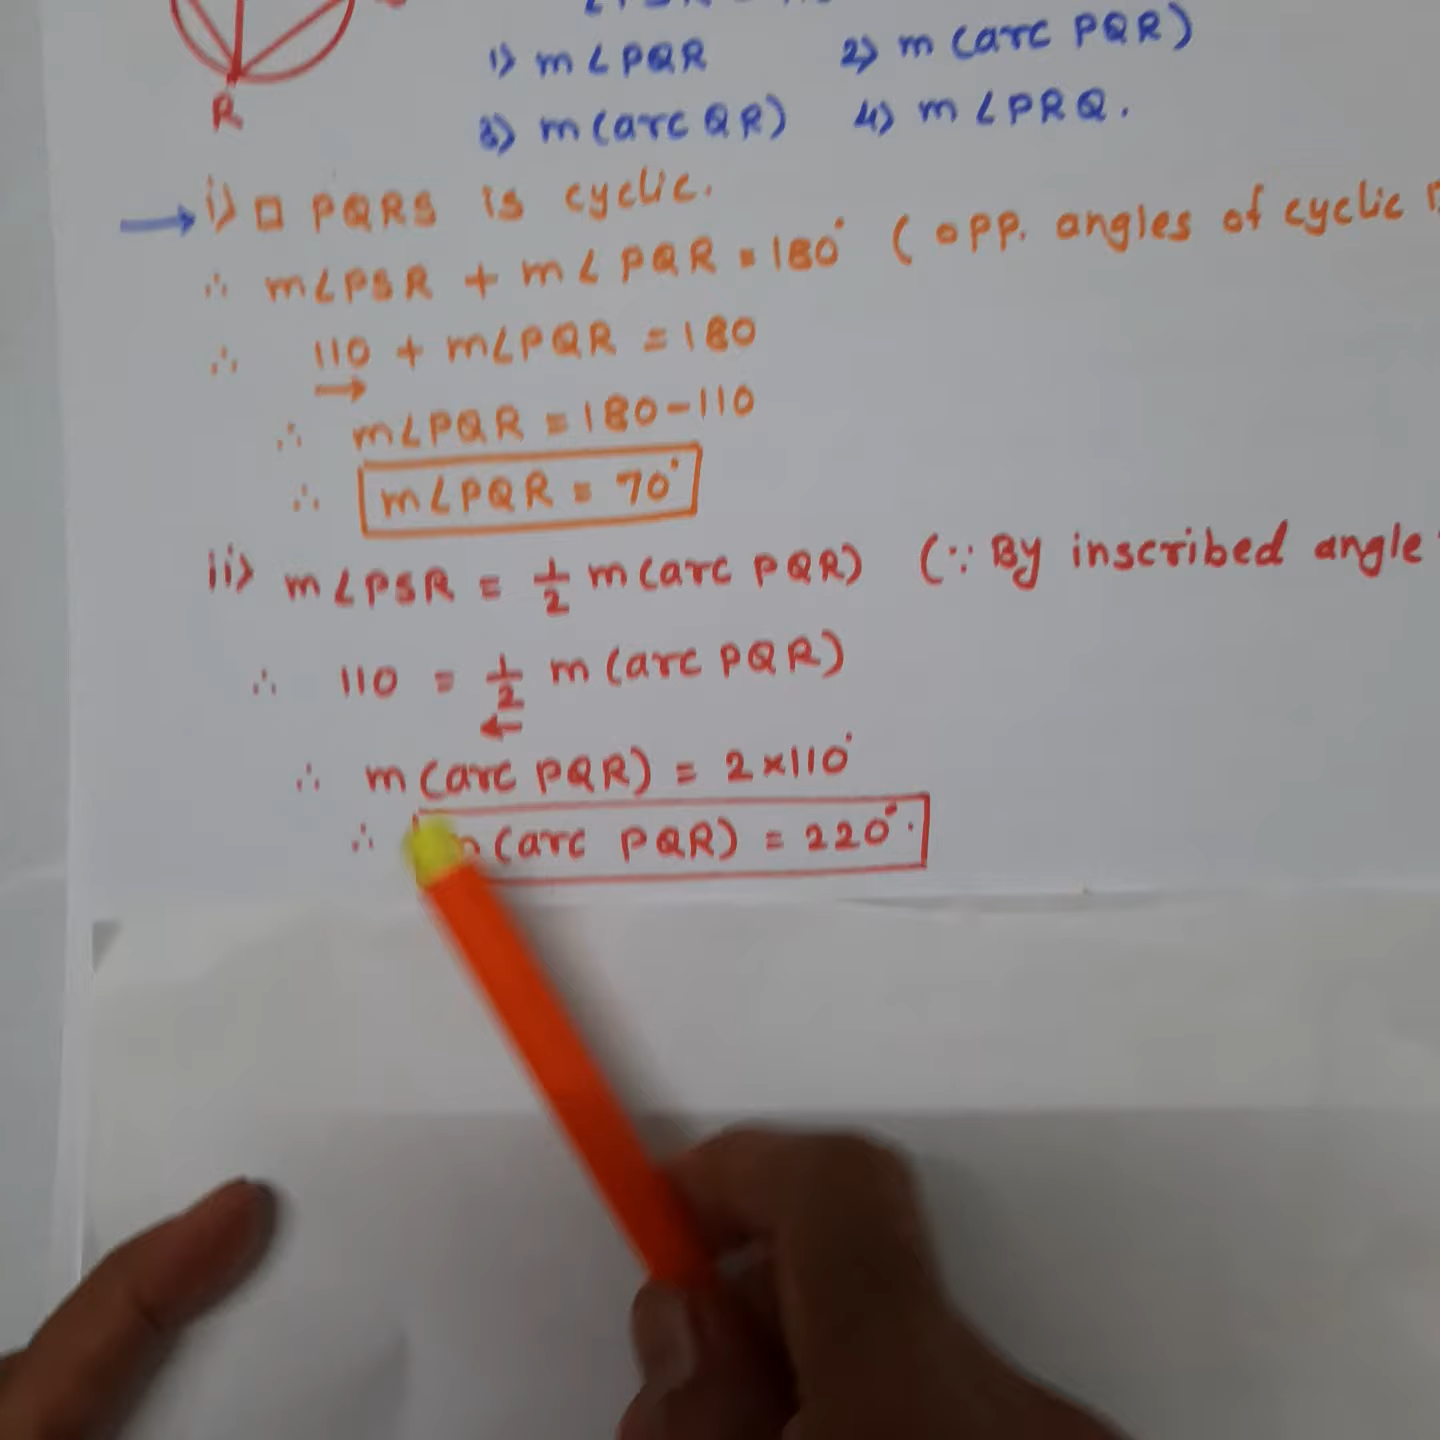 R
1) m∠PQR 2) m(arc PQR)
3) m(arc QR) 4) m∠PRQ.
i) □ PQRS is cyclic.
∴ m∠PSR + m∠PQR = 180° (opp. angles of cyclic
∴ 110 + m∠PQR = 180
∴ m∠PQR = 180-110
∴ m∠PQR = 70°
ii) m∠PSR = 1/2 m(arc PQR) (∵ By inscribed angle
∴ 110 = 1/2 m(arc PQR)
∴ m(arc PQR) = 2×110°
∴ (arc PQR) = 220°.